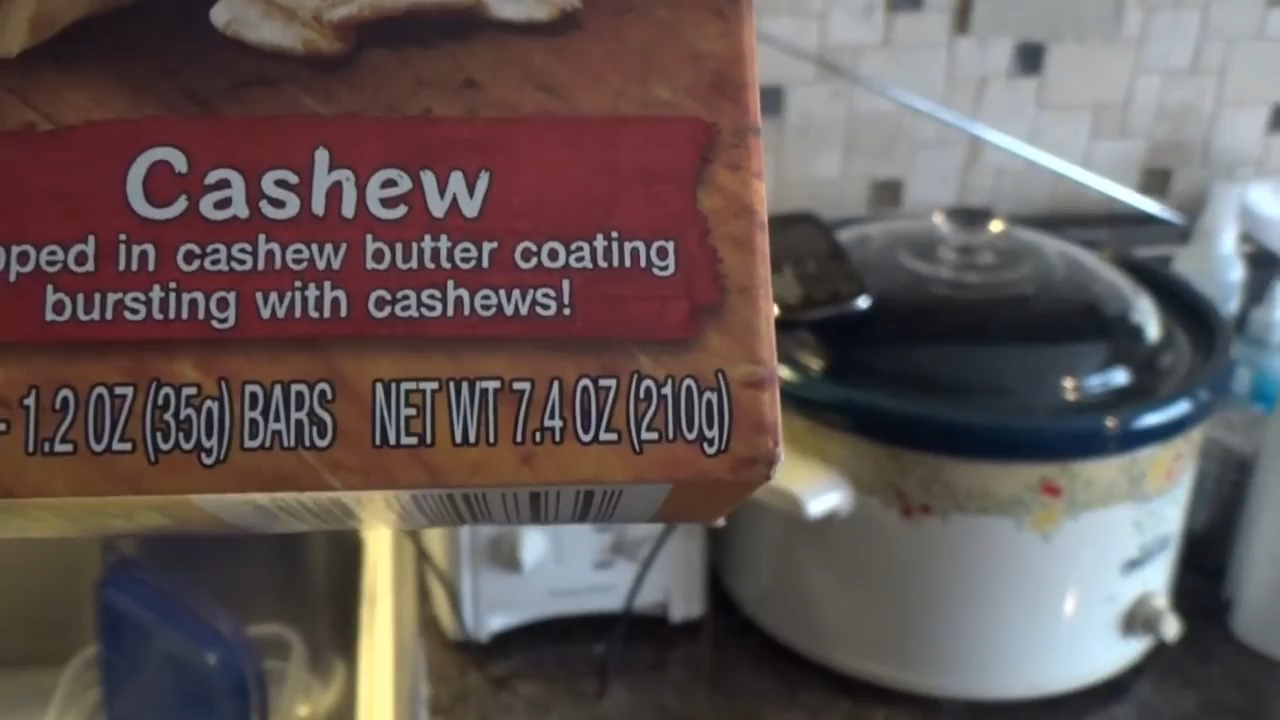 Cashew
pped in cashew butter coating
bursting with cashews!
- 1.2 OZ (35g) BARS NET WT 7.4 OZ (210g)